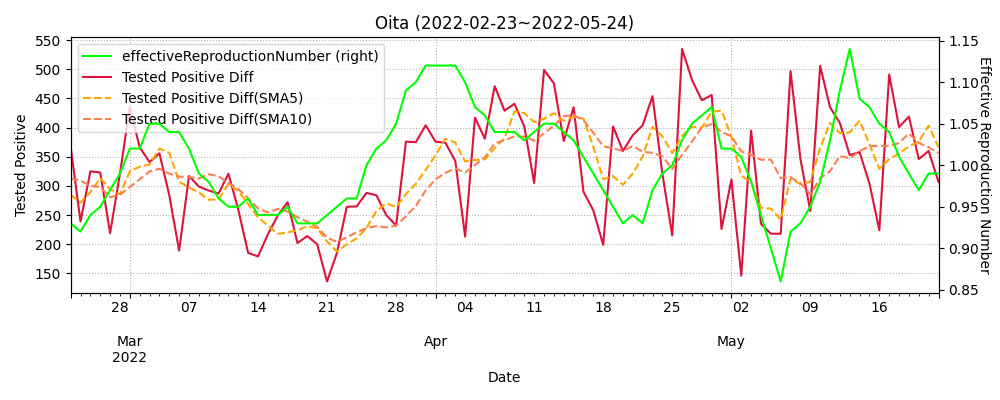 Oita (2022-02-23~2022-05-24)
effectiveReproductionNumber (right)
Tested Positive Diff
Tested Positive Diff(SMA5)
Tested Positive Diff(SMA10)
Tested Positive
550
500
450
400
350
300
250
200
150
1.15
1.10
1.05
1.00
0.95
0.90
0.85
Effective Reproduction Number
28 07 14 21 28 04 11 18 25 02 09 16
Mar Apr May
2022
Date